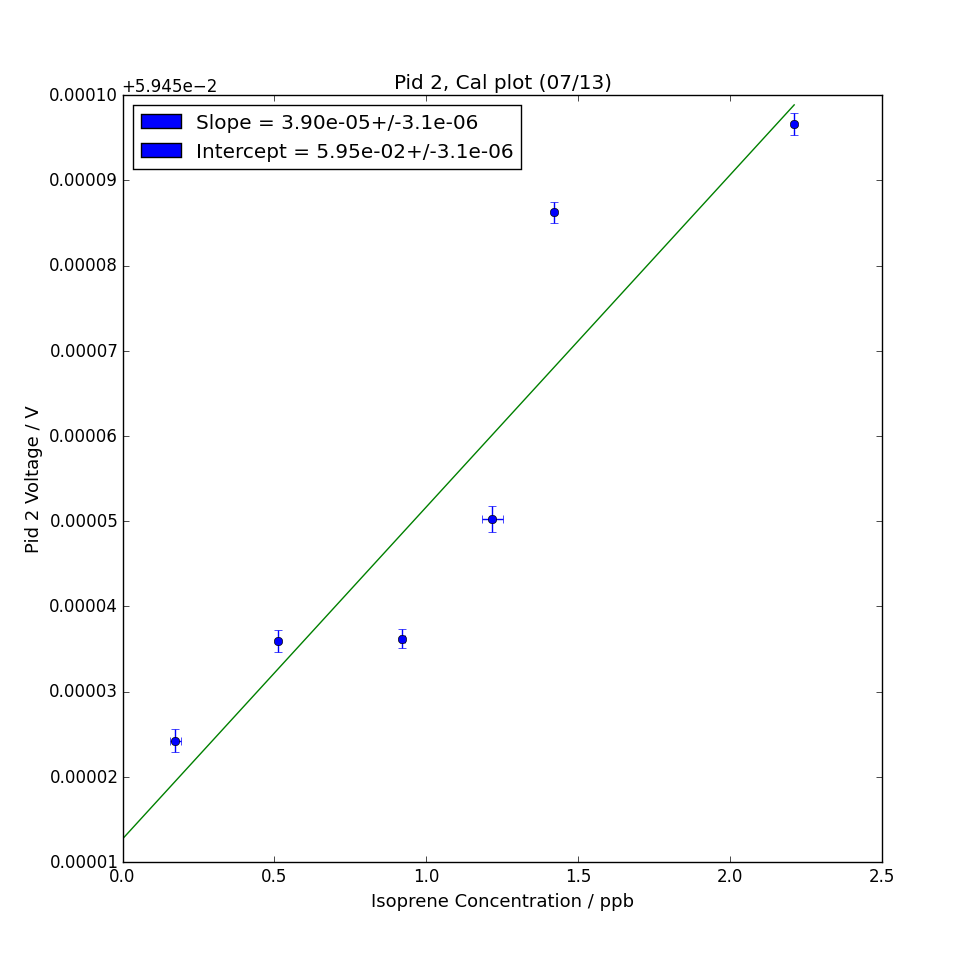 +5.945e−2
Pid 2, Cal plot (07/13)
Slope = 3.90e-05+/-3.1e-06
Intercept = 5.95e-02+/-3.1e-06
0.00010
0.00009
0.00008
0.00007
0.00006
0.00005
0.00004
0.00003
0.00002
0.00001
Pid 2 Voltage / V
0.0 0.5 1.0 1.5 2.0 2.5
Isoprene Concentration / ppb